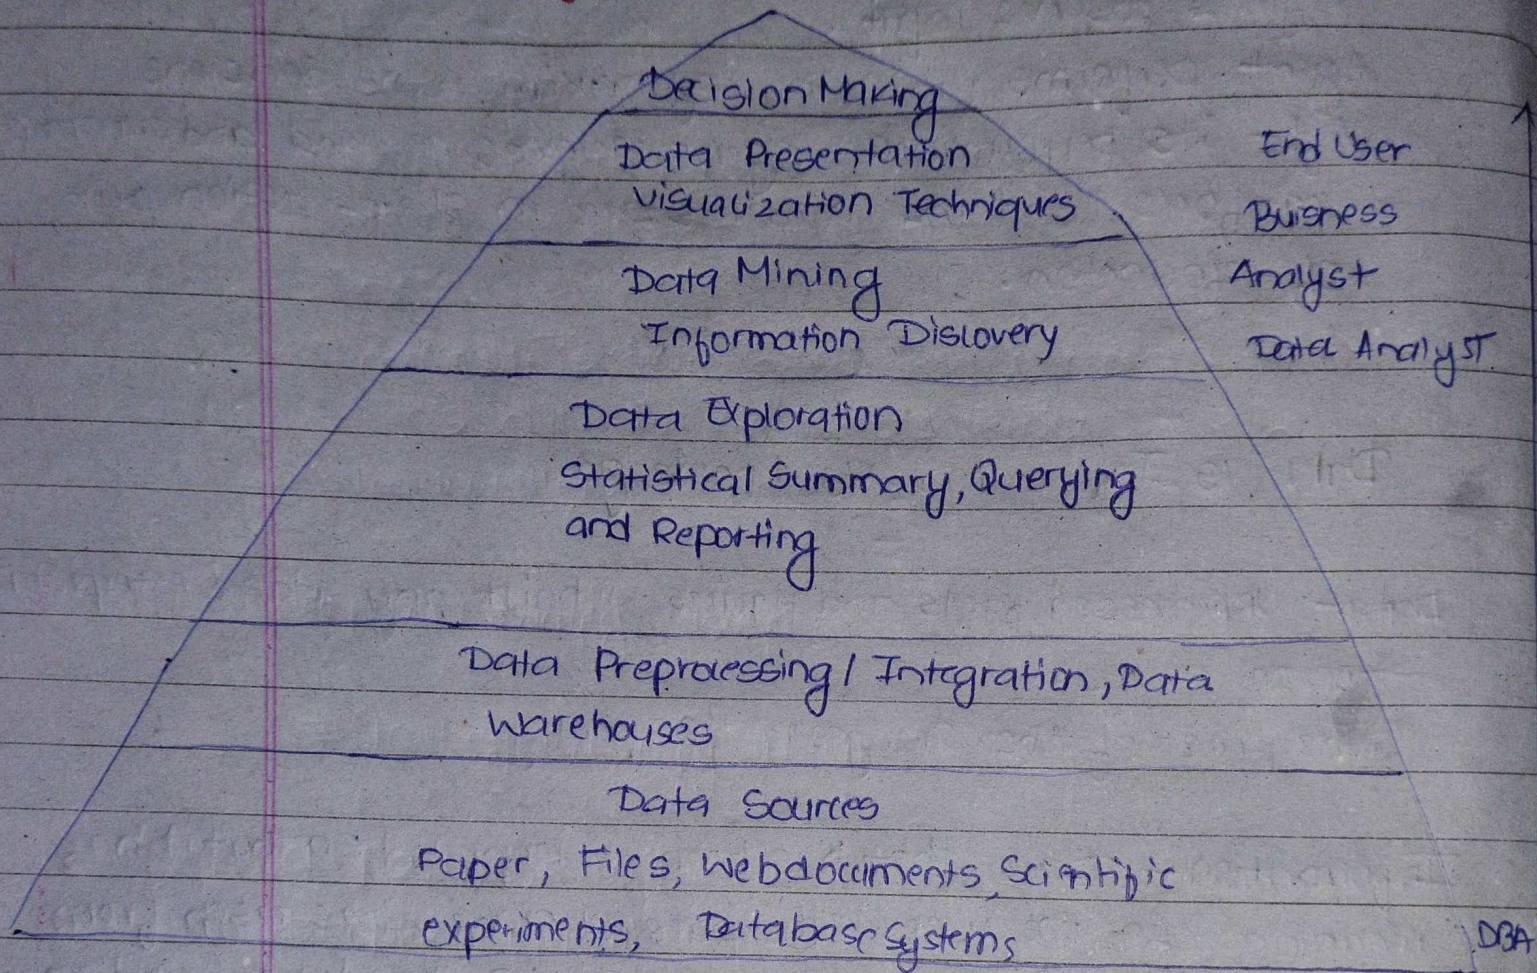 Decision Making
Data Presentation
End User
Visualization Techniques
Buisness
Data Mining
Analyst
Information Discovery
Data Analyst
Data Exploration
Statistical Summary, Querying
and Reporting
Data Preprocessing / Integration, Data
Warehouses
Data Sources
Paper, Files, Webdocuments, Scientific
experiments, Database Systems
DBA